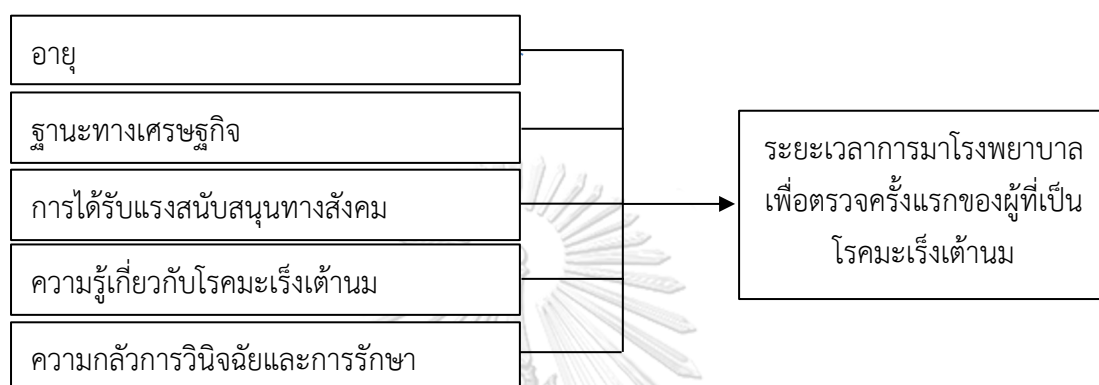 อายุ
ฐานะทางเศรษฐกิจ
การได้รับแรงสนับสนุนทางสังคม
ความรู้เกี่ยวกับโรคมะเร็งเต้านม
ความกลัวการวินิจฉัยและการรักษา
ระยะเวลาการมาโรงพยาบาล
เพื่อตรวจครั้งแรกของผู้ที่เป็น
โรคมะเร็งเต้านม